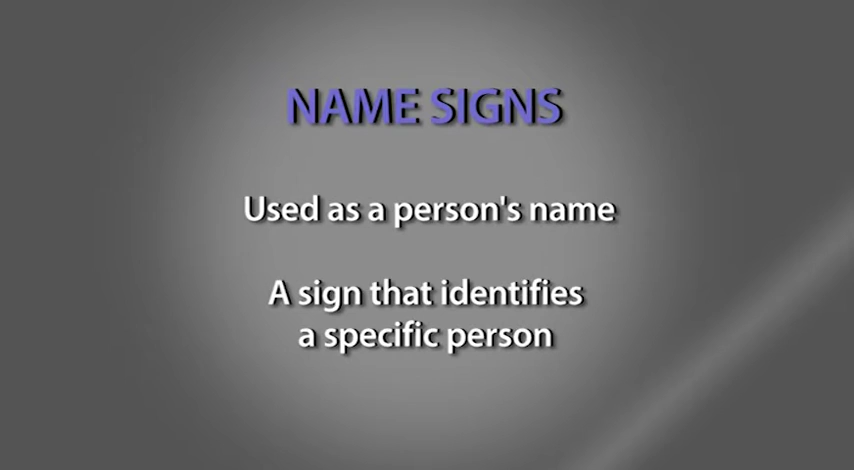 NAME SIGNS
Used as a person's name
A sign that identifies
a specific person